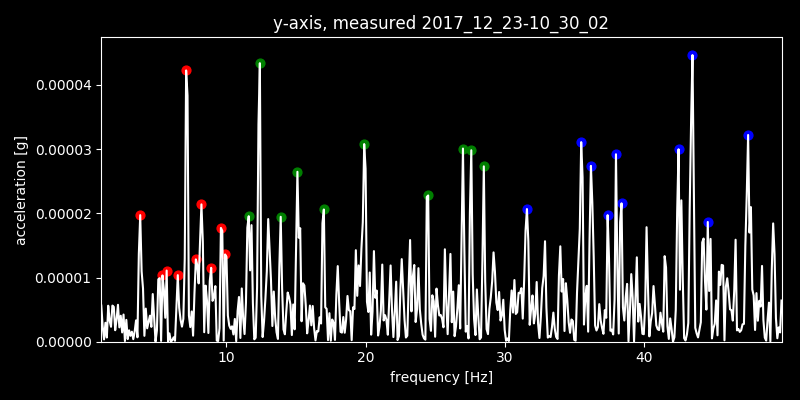 y-axis, measured 2017_12_23-10_30_02
acceleration [g]
0.00004
0.00003
0.00002
0.00001
0.00000
10 20 30 40
frequency [Hz]